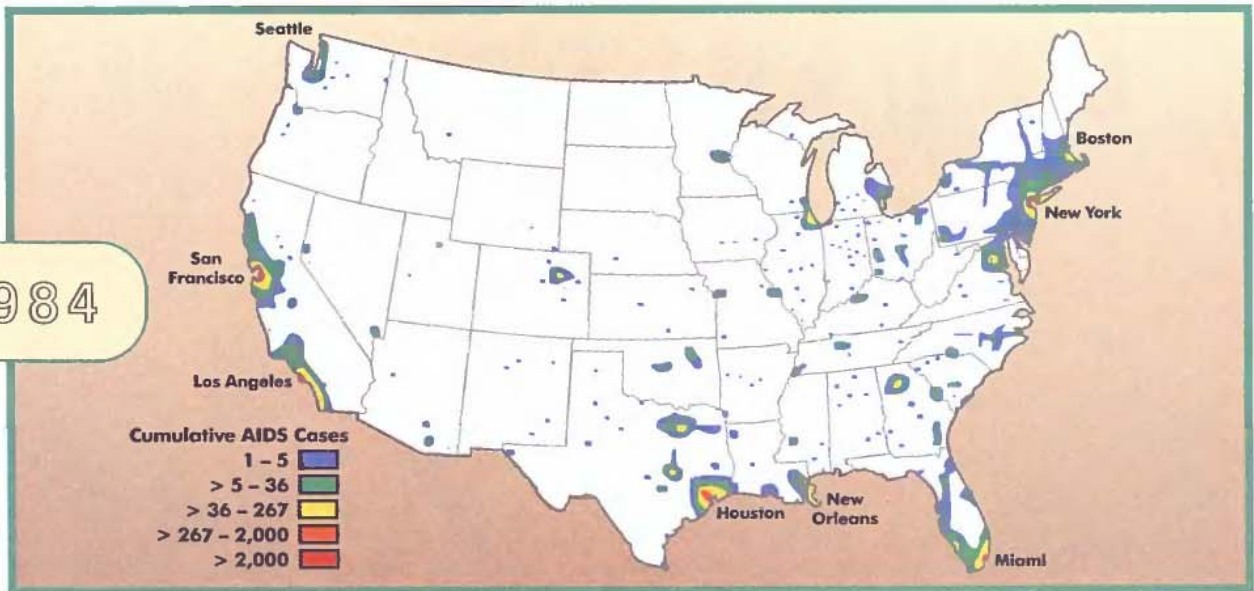 Seattle
Boston
New York
San
Francisco
984
Los Angeles
Cumulative AIDS Cases
1 – 5
> 5 – 36
> 36 – 267
> 267 – 2,000
> 2,000
Houston
New
Orleans
Miami